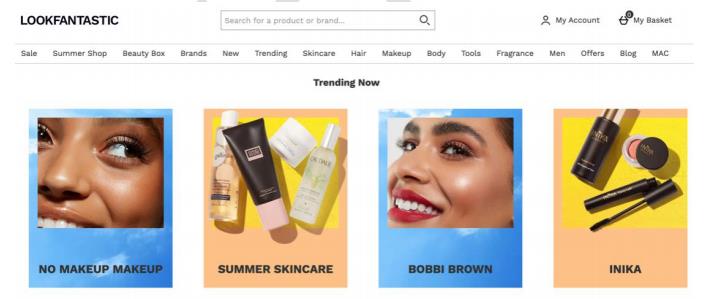 LOOKFANTASTIC
Search for a product or brand...
My Account
0
My Basket
Sale Summer Shop Beauty Box Brands New Trending Skincare Hair Makeup Body Tools Fragrance Men Offers Blog MAC
Trending Now
INIKA
NO MAKEUP MAKEUP
SUMMER SKINCARE
BOBBI BROWN
INIKA